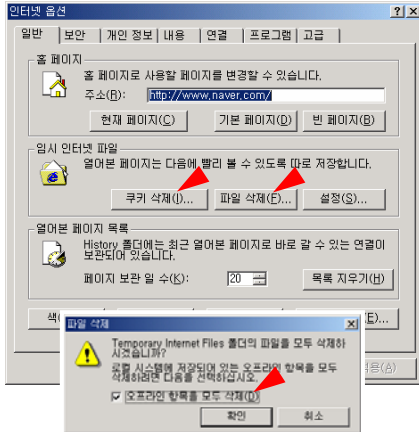 인터넷 옵션
일반 보안 개인 정보 내용 연결 프로그램 고급
홈 페이지
홈 페이지로 사용할 페이지를 변경할 수 있습니다.
주소(R): http://www.naver.com/
현재 페이지(C) 기본 페이지(D) 빈 페이지(B)
임시 인터넷 파일
열어본 페이지는 다음에 빨리 볼 수 있도록 따로 저장합니다.
쿠키 삭제(I)... 파일 삭제(F)... 설정(S)...
열어본 페이지 목록
History 폴더에는 최근 열어본 페이지로 바로 갈 수 있는 연결이
보관되어 있습니다.
페이지 보관 일 수(K): 20 목록 지우기(H)
색 (E)...
파일 삭제
Temporary Internet Files 폴더의 파일을 모두 삭제하
시겠습니까?
로컬 시스템에 저장되어 있는 오프라인 항목을 모두
삭제하려면 다음을 선택하십시오.
오프라인 항목을 모두 삭제(D)
확인 취소
용(A)